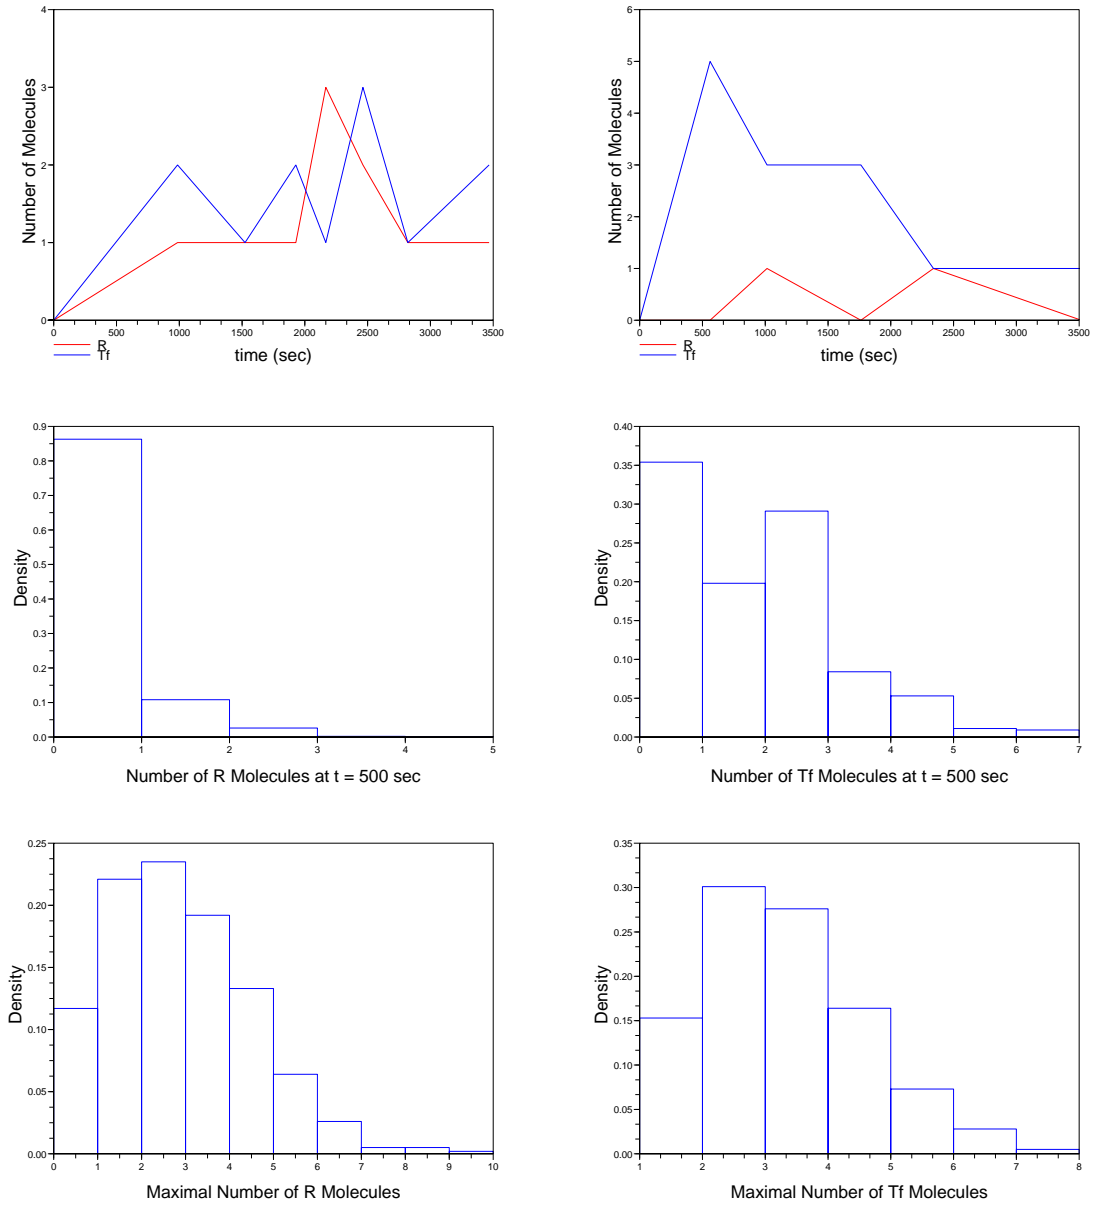 4
3
2
1
0
Number of Molecules
0 500 1000 1500 2000 2500 3000 3500
R
Tf
time (sec)
6
5
4
3
2
1
0
Number of Molecules
0 500 1000 1500 2000 2500 3000 3500
R
Tf
time (sec)
0.9
0.8
0.7
0.6
0.5
0.4
0.3
0.2
0.1
0.0
Density
0 1 2 3 4 5
Number of R Molecules at t = 500 sec
0.40
0.35
0.30
0.25
0.20
0.15
0.10
0.05
0.00
Density
0 1 2 3 4 5 6 7
Number of Tf Molecules at t = 500 sec
0.25
0.20
0.15
0.10
0.05
0.00
Density
0 1 2 3 4 5 6 7 8 9 10
Maximal Number of R Molecules
0.35
0.30
0.25
0.20
0.15
0.10
0.05
0.00
Density
1 2 3 4 5 6 7 8
Maximal Number of Tf Molecules